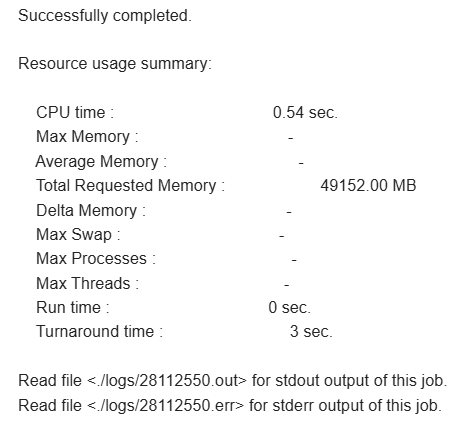 Successfully completed.
Resource usage summary:
CPU time : 0.54 sec.
Max Memory : -
Average Memory : -
Total Requested Memory : 49152.00 MB
Delta Memory : -
Max Swap : -
Max Processes : -
Max Threads : -
Run time : 0 sec.
Turnaround time : 3 sec.
Read file <./logs/28112550.out> for stdout output of this job.
Read file <./logs/28112550.err> for stderr output of this job.